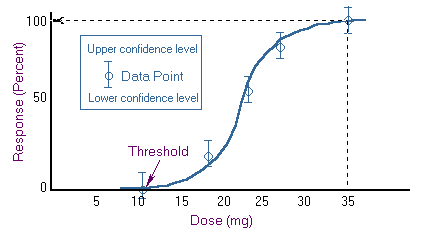 100
Upper confidence level
Data Point
Lower confidence level
50
Response (Percent)
Threshold
0
5 10 15 20 25 30 35
Dose (mg)